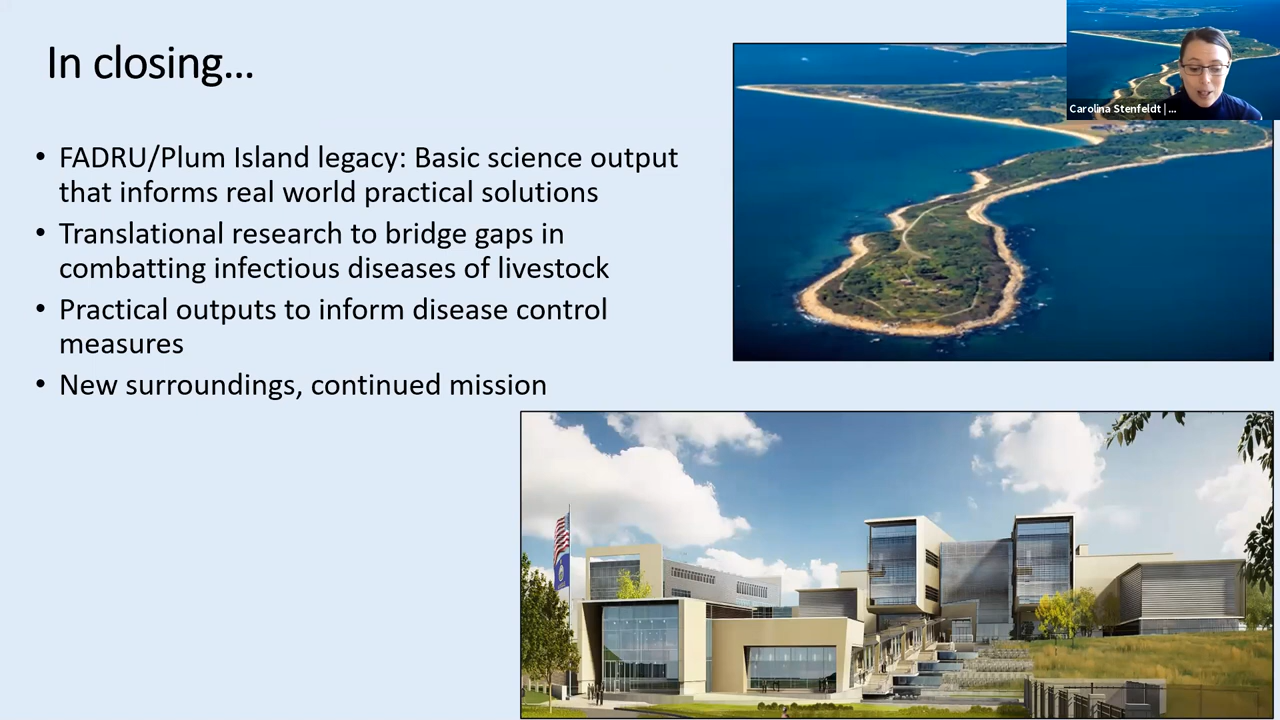 In closing...
• FADRU/Plum Island legacy: Basic science output
that informs real world practical solutions
• Translational research to bridge gaps in
combatting infectious diseases of livestock
• Practical outputs to inform disease control
measures
• New surroundings, continued mission
Carolina Stenfeldt | ...